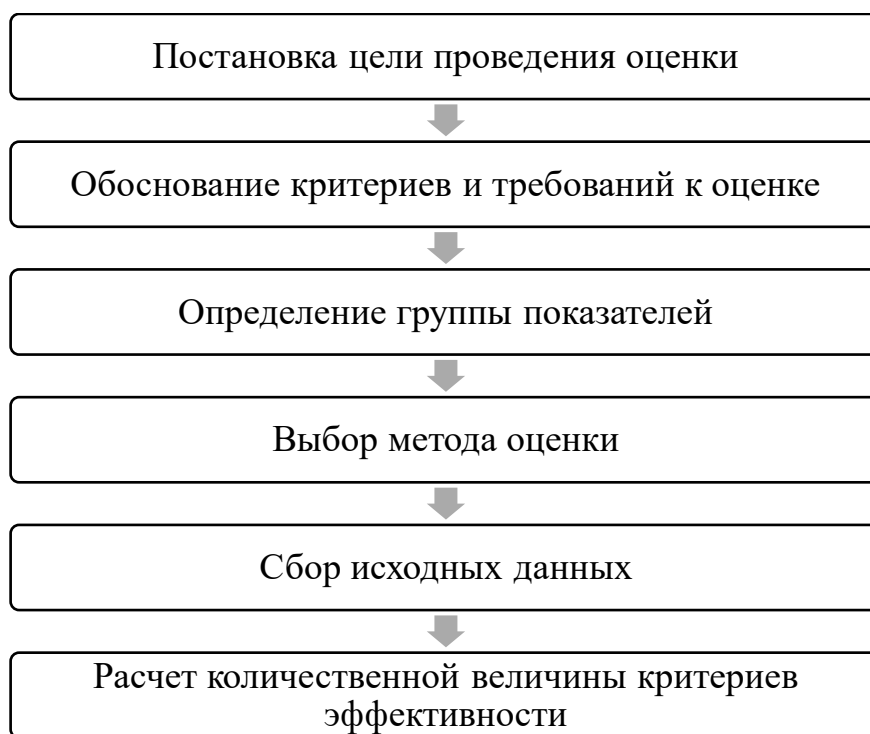 Постановка цели проведения оценки
Обоснование критериев и требований к оценке
Определение группы показателей
Выбор метода оценки
Сбор исходных данных
Расчет количественной величины критериев
эффективности